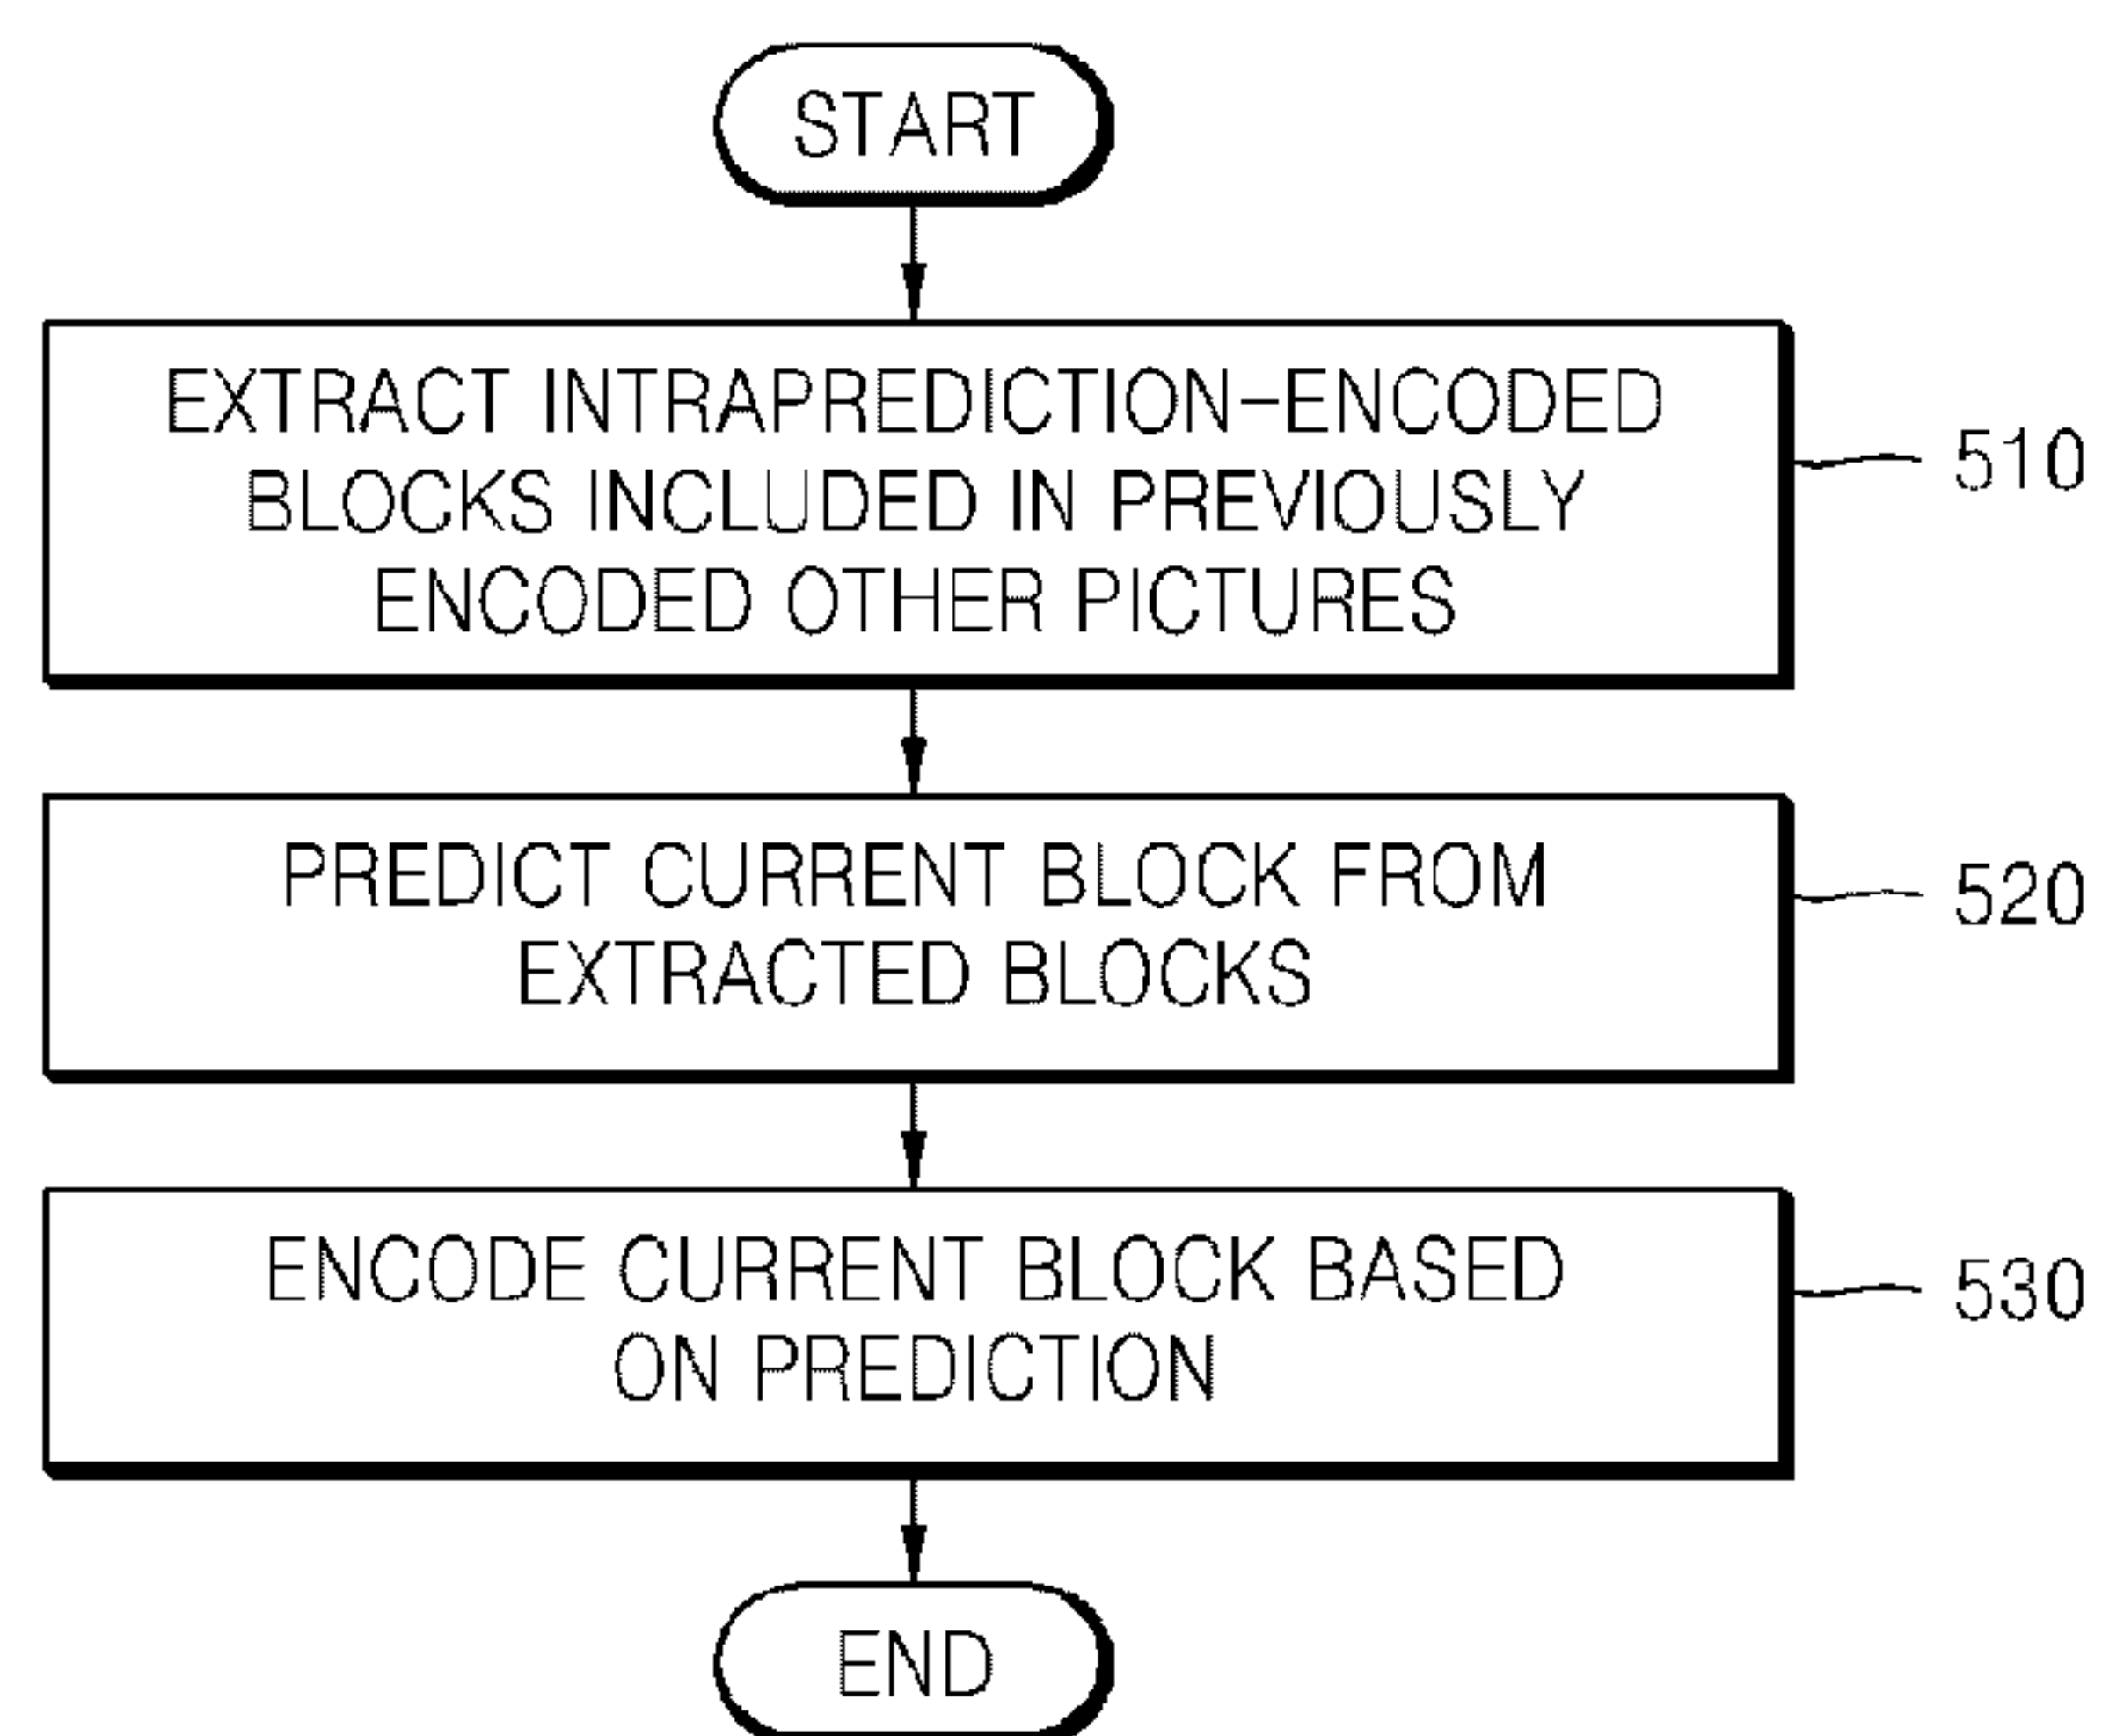 START
EXTRACT INTRAPREDICTION-ENCODED
BLOCKS INCLUDED IN PREVIOUSLY
ENCODED OTHER PICTURES
510
PREDICT CURRENT BLOCK FROM
EXTRACTED BLOCKS
520
ENCODE CURRENT BLOCK BASED
ON PREDICTION
530
END